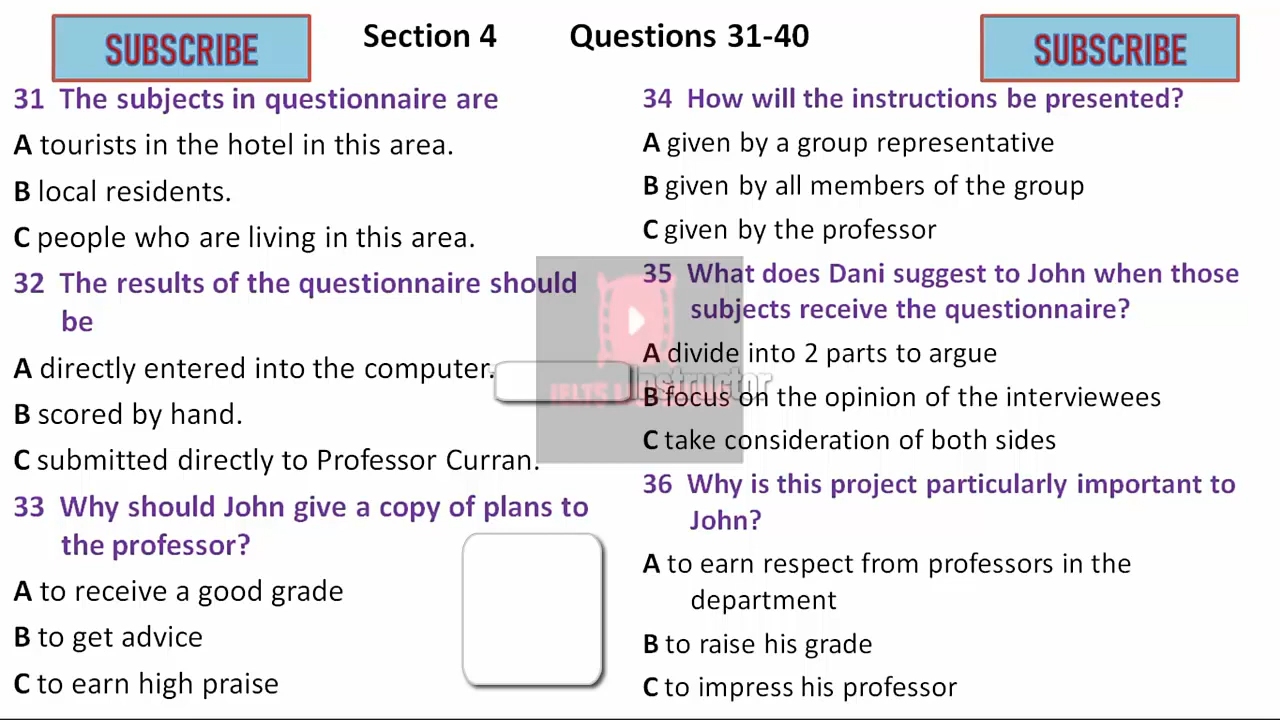 SUBSCRIBE
Section 4 Questions 31-40
SUBSCRIBE
31 The subjects in questionnaire are
A tourists in the hotel in this area.
B local residents.
C people who are living in this area.
32 The results of the questionnaire should
be
A directly entered into the computer.
B scored by hand.
C submitted directly to Professor Curran.
33 Why should John give a copy of plans to
the professor?
A to receive a good grade
B to get advice
C to earn high praise
34 How will the instructions be presented?
A given by a group representative
B given by all members of the group
C given by the professor
35 What does Dani suggest to John when those
subjects receive the questionnaire?
A divide into 2 parts to argue
B focus on the opinion of the interviewees
C take consideration of both sides
36 Why is this project particularly important to
John?
A to earn respect from professors in the
department
B to raise his grade
C to impress his professor
IELTS